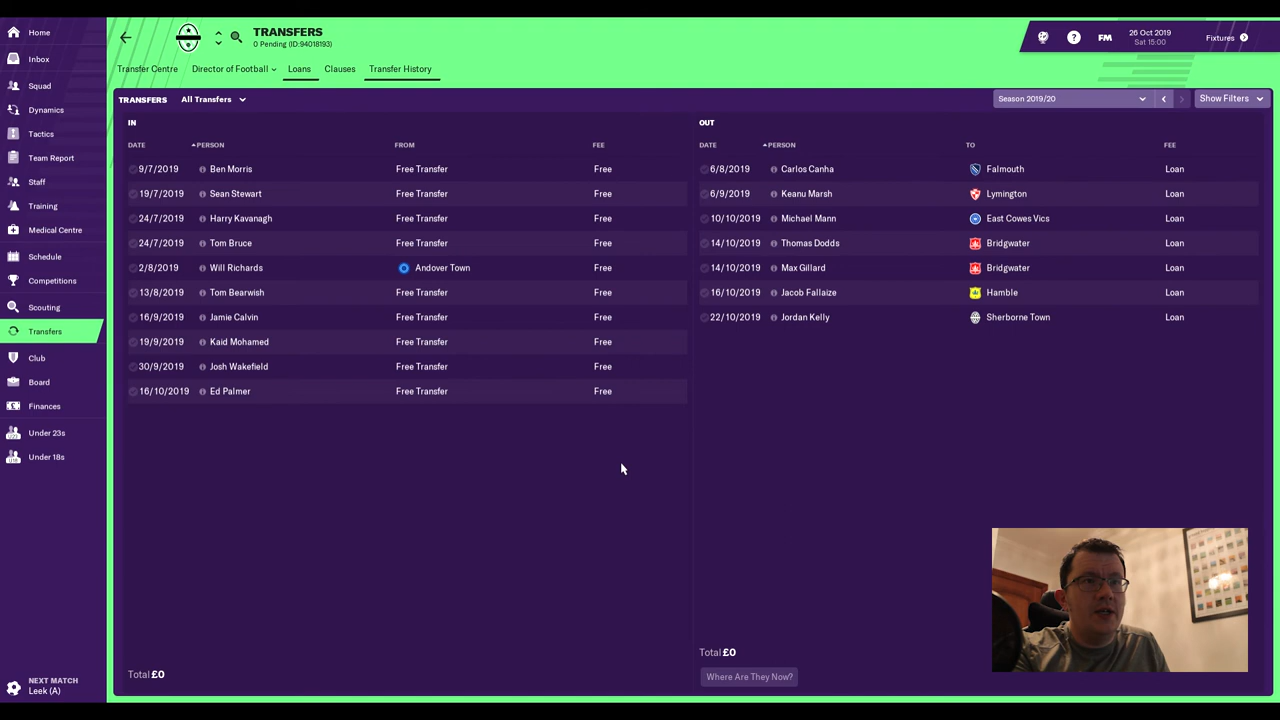 Home
Inbox
Squad
Dynamics
Tactics
Team Report
Staff
Training
Medical Centre
Schedule
Competitions
Scouting
Transfers
Club
Board
Finances
Under 23s
Under 18s
NEXT MATCH
Leek (A)
TRANSFERS
0 Pending (ID:94018193)
FM
26 Oct 2019
Sat 15:00
Fixtures
Transfer Centre Director of Football Loans Clauses Transfer History
TRANSFERS All Transfers
Season 2019/20
Show Filters
IN
DATE PERSON FROM FEE
9/7/2019 Ben Morris Free Transfer Free
19/7/2019 Sean Stewart Free Transfer Free
24/7/2019 Harry Kavanagh Free Transfer Free
24/7/2019 Tom Bruce Free Transfer Free
2/8/2019 Will Richards Andover Town Free
13/8/2019 Tom Bearwish Free Transfer Free
16/9/2019 Jamie Calvin Free Transfer Free
19/9/2019 Kaid Mohamed Free Transfer Free
30/9/2019 Josh Wakefield Free Transfer Free
16/10/2019 Ed Palmer Free Transfer Free
Total £0
OUT
DATE PERSON TO FEE
6/8/2019 Carlos Canha Falmouth Loan
6/9/2019 Keanu Marsh Lymington Loan
10/10/2019 Michael Mann East Cowes Vics Loan
14/10/2019 Thomas Dodds Bridgwater Loan
14/10/2019 Max Gillard Bridgwater Loan
16/10/2019 Jacob Fallaize Hamble Loan
22/10/2019 Jordan Kelly Sherborne Town Loan
Total £0
Where Are They Now?